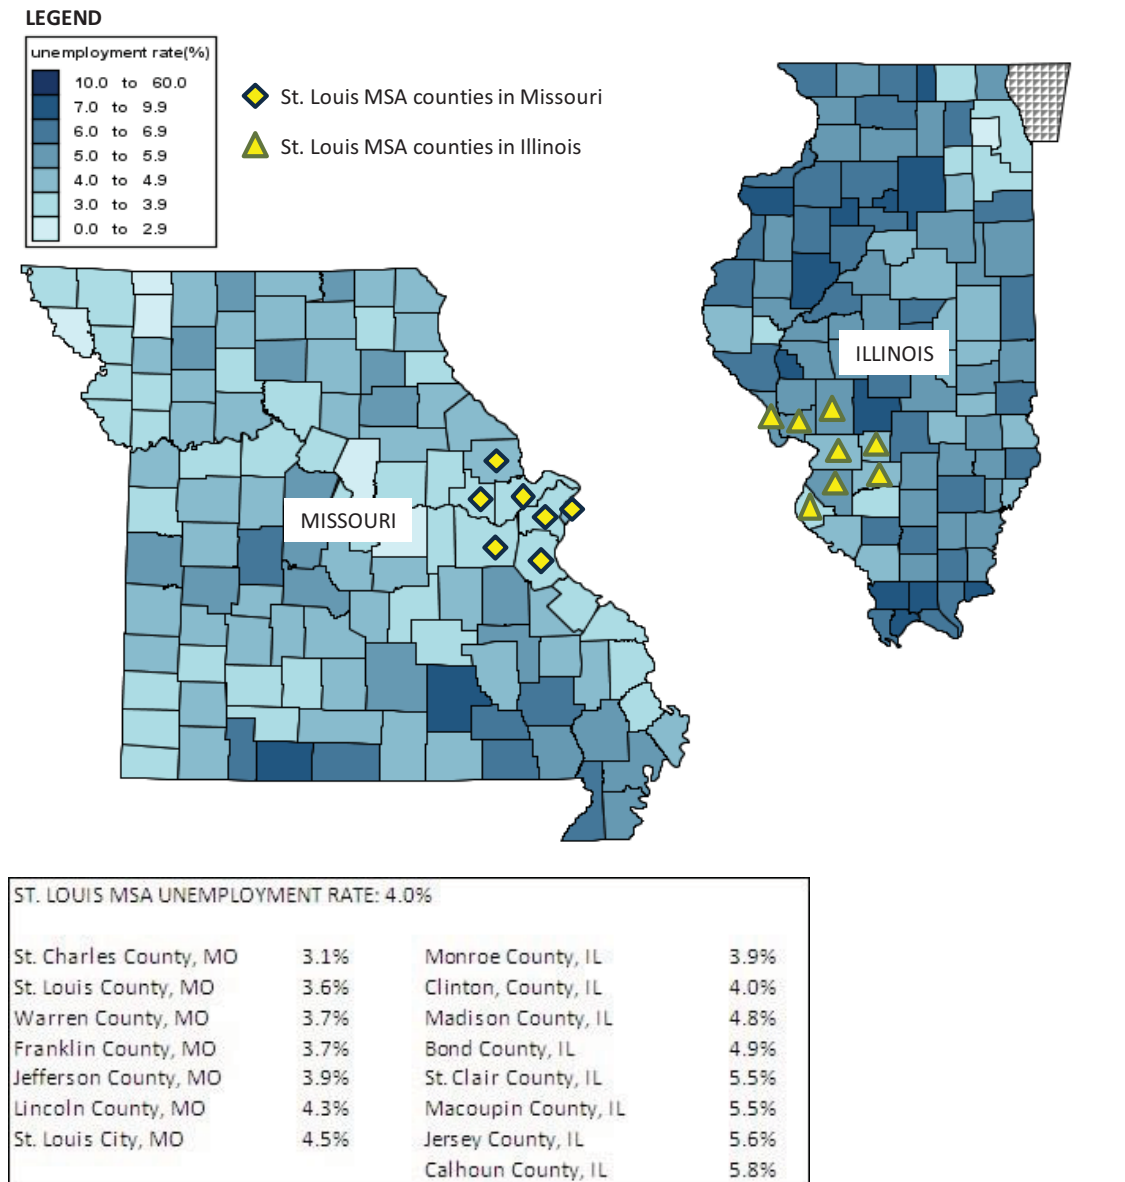 LEGEND
unemployment rate(%)
10.0 to 60.0
7.0 to 9.9
6.0 to 6.9
5.0 to 5.9
4.0 to 4.9
3.0 to 3.9
0.0 to 2.9
St. Louis MSA counties in Missouri
St. Louis MSA counties in Illinois
ILLINOIS
MISSOURI
ST. LOUIS MSA UNEMPLOYMENT RATE: 4.0%
St. Charles County, MO 3.1% Monroe County, IL 3.9%
St. Louis County, MO 3.6% Clinton, County, IL 4.0%
Warren County, MO 3.7% Madison County, IL 4.8%
Franklin County, MO 3.7% Bond County, IL 4.9%
Jefferson County, MO 3.9% St. Clair County, IL 5.5%
Lincoln County, MO 4.3% Macoupin County, IL 5.5%
St. Louis City, MO 4.5% Jersey County, IL 5.6%
Calhoun County, IL 5.8%